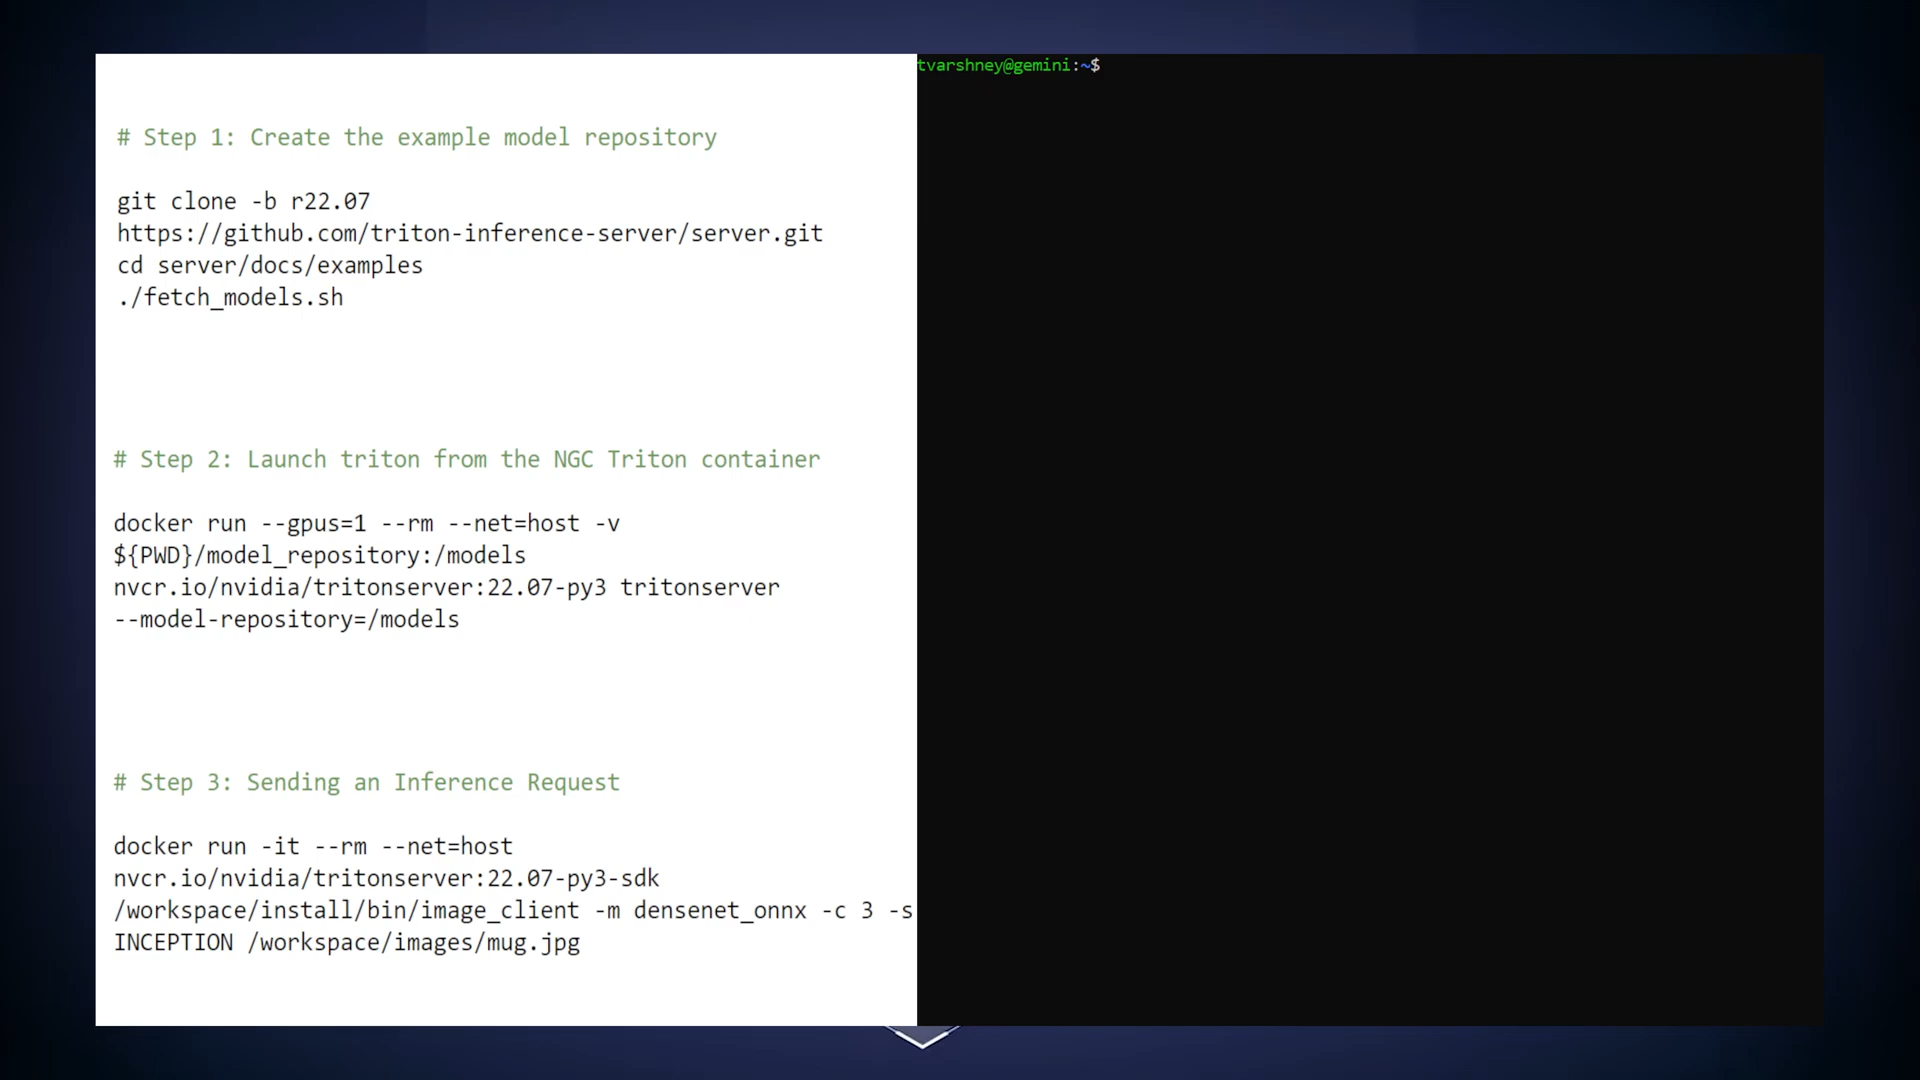 # Step 1: Create the example model repository
git clone -b r22.07
https://github.com/triton-inference-server/server.git
cd server/docs/examples
./fetch_models.sh
# Step 2: Launch triton from the NGC Triton container
docker run --gpus=1 --rm --net=host -v
${PWD}/model_repository:/models
nvcr.io/nvidia/tritonserver:22.07-py3 tritonserver
--model-repository=/models
# Step 3: Sending an Inference Request
docker run -it --rm --net=host
nvcr.io/nvidia/tritonserver:22.07-py3-sdk
/workspace/install/bin/image_client -m densenet_onnx -c 3 -s
INCEPTION /workspace/images/mug.jpg
tvarshney@gemini:~$